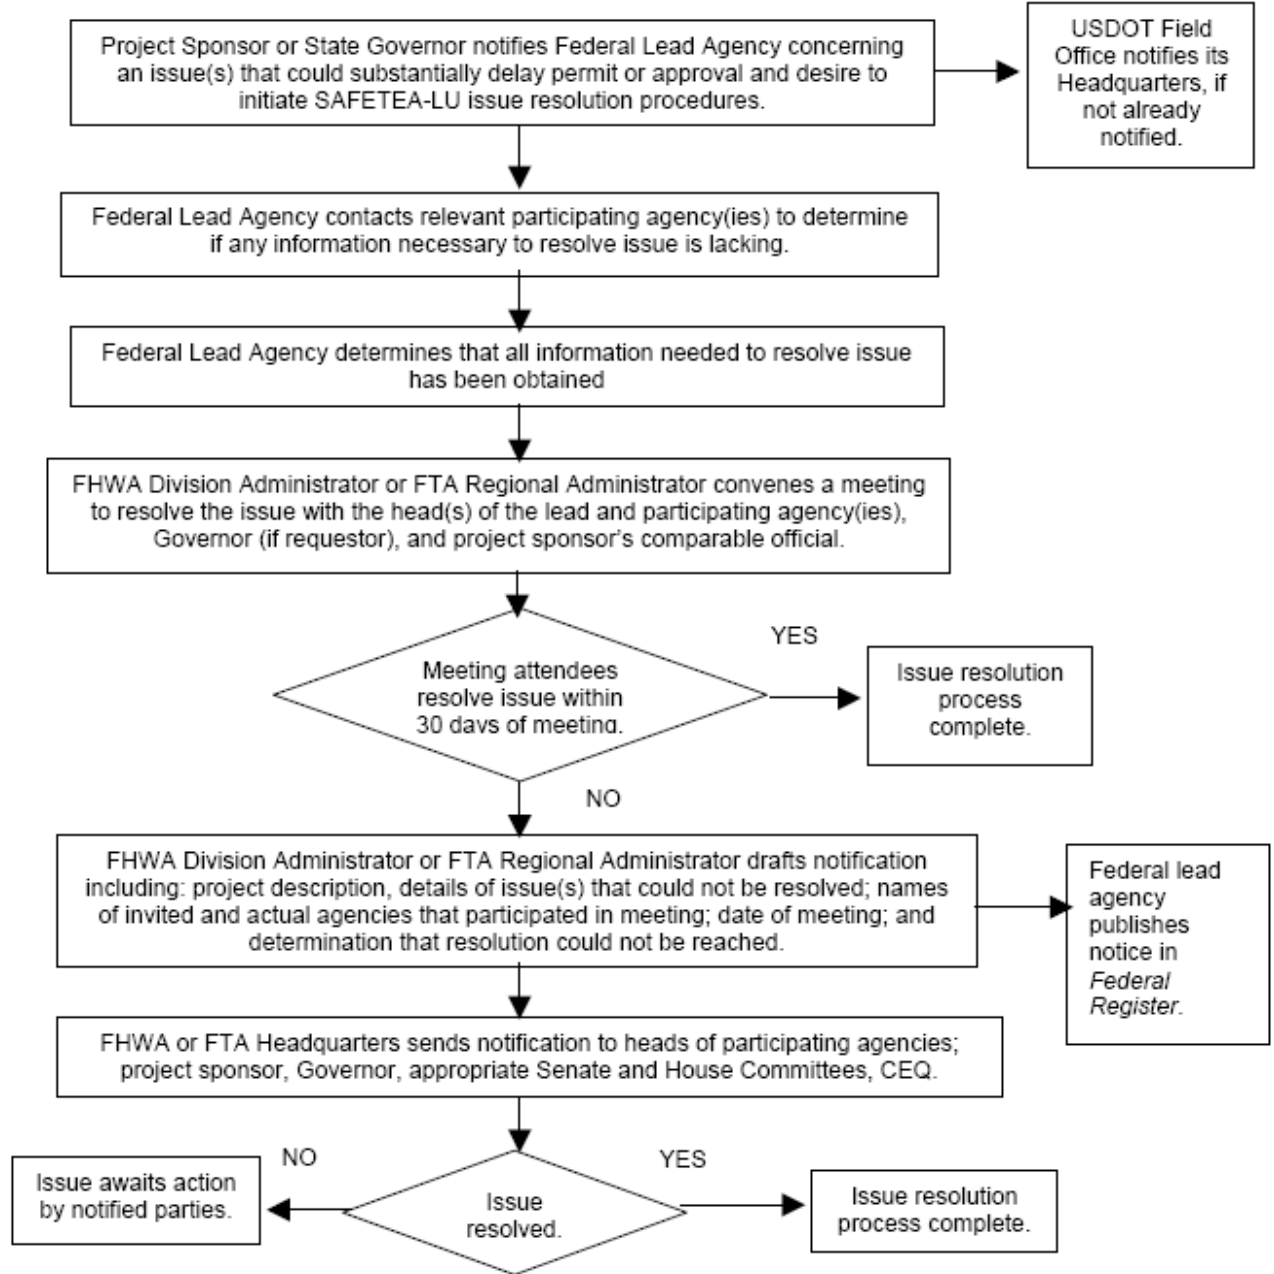 Project Sponsor or State Governor notifies Federal Lead Agency concerning
an issue(s) that could substantially delay permit or approval and desire to
initiate SAFETEA-LU issue resolution procedures.
USDOT Field
Office notifies its
Headquarters, if
not already
notified.
Federal Lead Agency contacts relevant participating agency(ies) to determine
if any information necessary to resolve issue is lacking.
Federal Lead Agency determines that all information needed to resolve issue
has been obtained
FHWA Division Administrator or FTA Regional Administrator convenes a meeting
to resolve the issue with the head(s) of the lead and participating agency(ies),
Governor (if requestor), and project sponsor's comparable official.
Meeting attendees
resolve issue within
30 days of meeting.
YES
Issue resolution
process
complete.
NO
FHWA Division Administrator or FTA Regional Administrator drafts notification
including: project description, details of issue(s) that could not be resolved; names
of invited and actual agencies that participated in meeting; date of meeting; and
determination that resolution could not be reached.
Federal lead
agency
publishes
notice in
Federal
Register.
FHWA or FTA Headquarters sends notification to heads of participating agencies;
project sponsor, Governor, appropriate Senate and House Committees, CEQ.
NO
YES
Issue awaits action
by notified parties.
Issue
resolved.
Issue resolution
process complete.